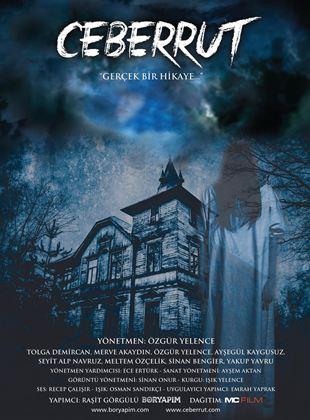 CEBERRUT
"GERÇEK BİR HİKAYE..."
YÖNETMEN: ÖZGÜR YELENCE
TOLGA DEMİRCAN, MERVE AKAYDIN, ÖZGÜR YELENCE, AYŞEGÜL KAYGUSUZ,
SEYİT ALP NAVRUZ, MELTEM ÖZÇELİK, SİNAN BENGİER, YAKUP YAVRU
YÖNETMEN YARDIMCISI: ECE ERTÜRK - SANAT YÖNETMENİ: AYŞEM AKTAN
GÖRÜNTÜ YÖNETMENİ: SİNAN ONUR - KURGU: IŞIK YELENCE
SES: RECEP ÇALIŞIR - IŞIK: OSMAN SANDIKÇI - UYGULAYICI YAPIMCI: EMRAH YAPRAK
YAPIMCI: RAŞİT GÖRGÜLÜ BORYAPIM DAĞITIM: MC FILM
www.boryapim.com www.ceberrut.com